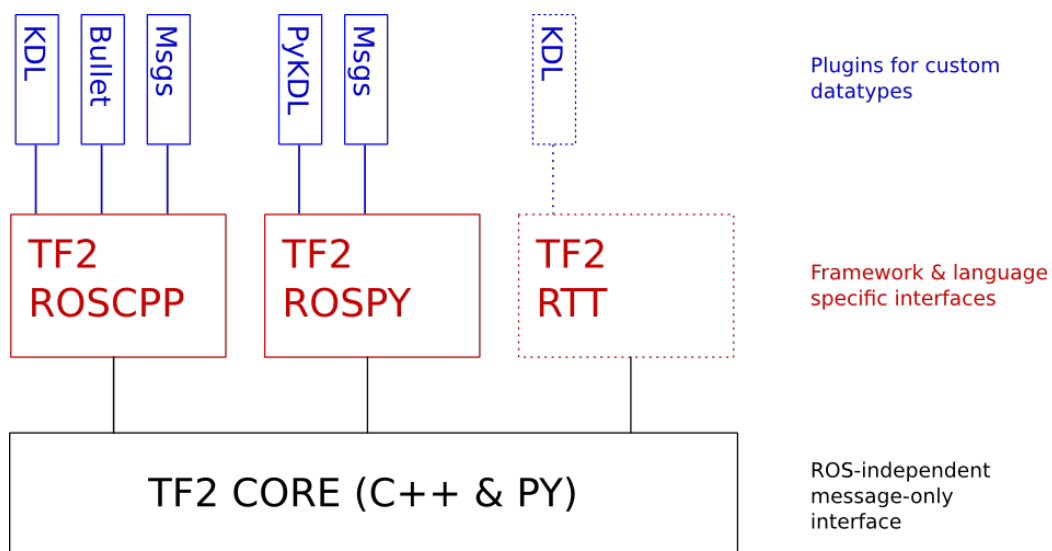 KDL
Bullet
Msgs
PyKDL
Msgs
KDL
Plugins for custom
datatypes
TF2
ROSCPP
TF2
ROSPY
TF2
RTT
Framework & language
specific interfaces
TF2 CORE (C++ & PY)
ROS-independent
message-only
interface